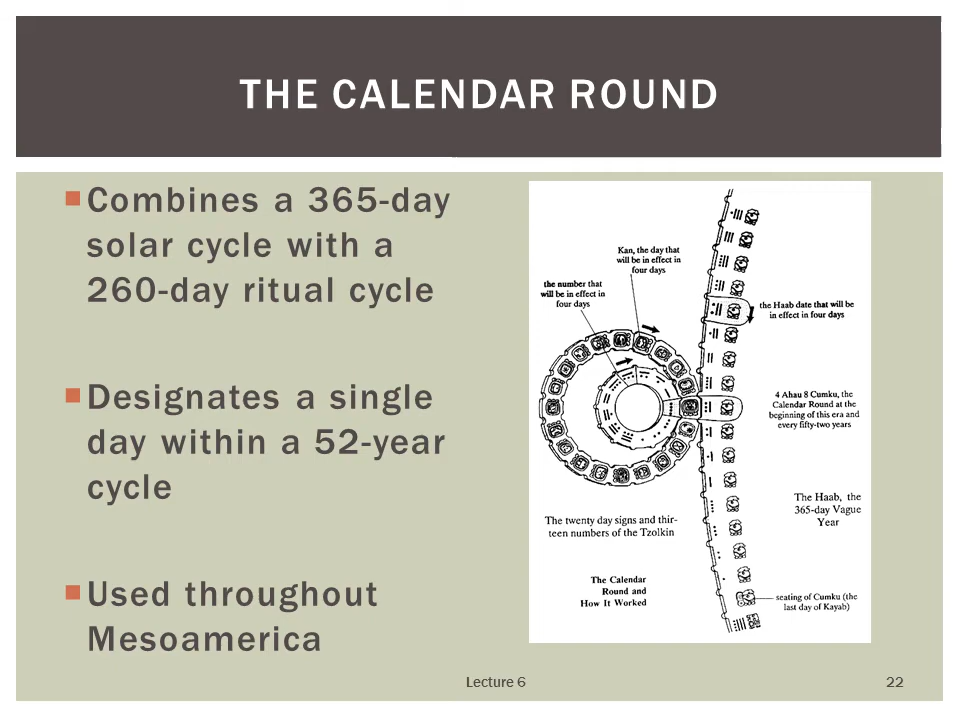 THE CALENDAR ROUND
Combines a 365-day
solar cycle with a
260-day ritual cycle
Designates a single
day within a 52-year
cycle
Used throughout
Mesoamerica
Kan, the day that
will be in effect in
four days
the number that
will be in effect in
four days
the Haab date that will be
in effect in four days
4 Ahau 8 Cumku, the
Calendar Round at the
beginning of this era and
every fifty-two years
The Haab, the
365-day Vague
Year
The twenty day signs and thir-
teen numbers of the Tzolkin
The Calendar
Round and
How It Worked
seating of Cumku (the
last day of Kayab)
Lecture 6
22